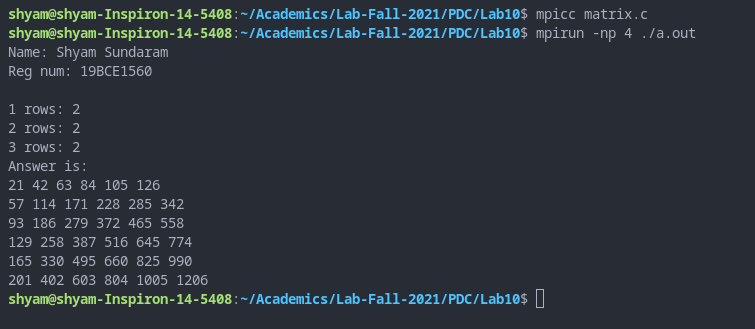 shyam@shyam-Inspiron-14-5408:~/Academics/Lab-Fall-2021/PDC/Lab10$ mpicc matrix.c
shyam@shyam-Inspiron-14-5408:~/Academics/Lab-Fall-2021/PDC/Lab10$ mpirun -np 4 ./a.out
Name: Shyam Sundaram
Reg num: 19BCE1560
1 rows: 2
2 rows: 2
3 rows: 2
Answer is:
21 42 63 84 105 126
57 114 171 228 285 342
93 186 279 372 465 558
129 258 387 516 645 774
165 330 495 660 825 990
201 402 603 804 1005 1206
shyam@shyam-Inspiron-14-5408:~/Academics/Lab-Fall-2021/PDC/Lab10$